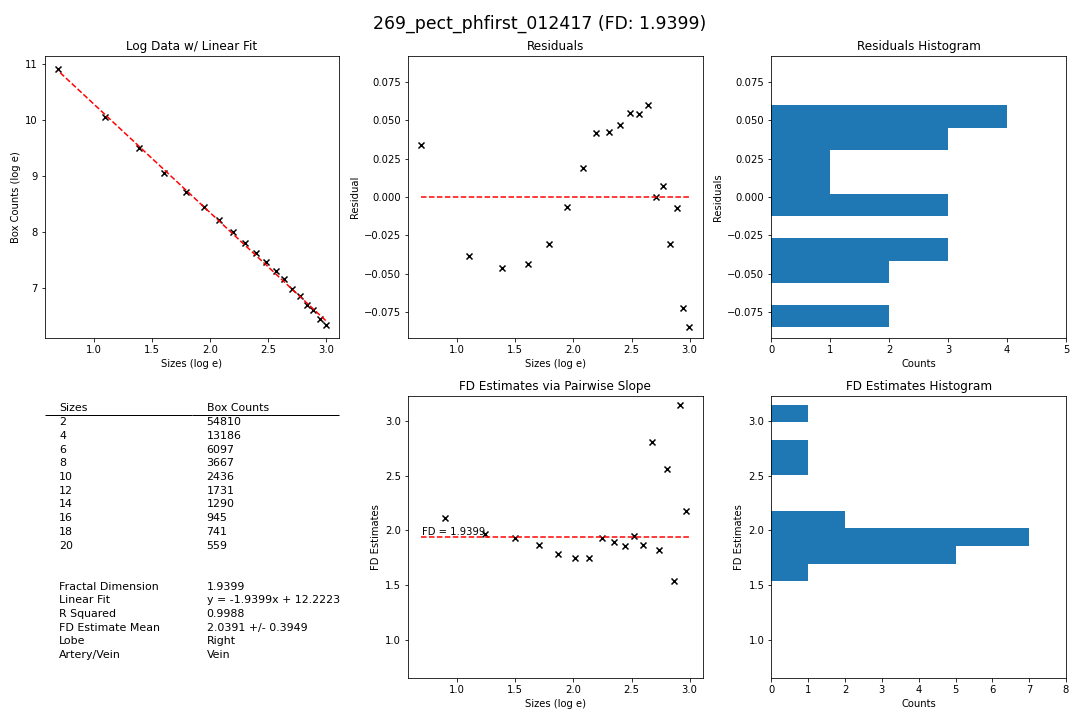 269_pect_phfirst_012417 (FD: 1.9399)
Log Data w/ Linear Fit
Box Counts (log e)
11
10
9
8
7
1.0 1.5 2.0 2.5 3.0
Sizes (log e)
Residuals
Residual
0.075
0.050
0.025
0.000
−0.025
−0.050
−0.075
1.0 1.5 2.0 2.5 3.0
Sizes (log e)
Residuals Histogram
Residuals
0.075
0.050
0.025
0.000
−0.025
−0.050
−0.075
0 1 2 3 4 5
Counts
Sizes Box Counts
2 54810
4 13186
6 6097
8 3667
10 2436
12 1731
14 1290
16 945
18 741
20 559
Fractal Dimension 1.9399
Linear Fit y = -1.9399x + 12.2223
R Squared 0.9988
FD Estimate Mean 2.0391 +/- 0.3949
Lobe Right
Artery/Vein Vein
FD Estimates via Pairwise Slope
FD Estimates
3.0
2.5
2.0
1.5
1.0
FD = 1.9399
1.0 1.5 2.0 2.5 3.0
Sizes (log e)
FD Estimates Histogram
FD Estimates
3.0
2.5
2.0
1.5
1.0
0 1 2 3 4 5 6 7 8
Counts